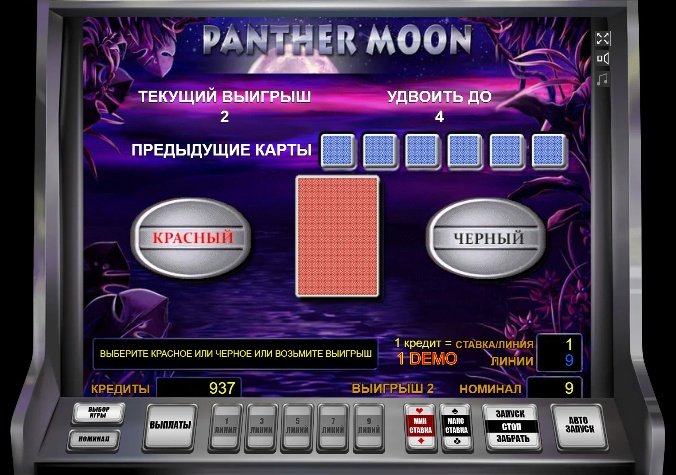 PANTHER MOON
ТЕКУЩИЙ ВЫИГРЫШ
2
УДВОИТЬ ДО
4
ПРЕДЫДУЩИЕ КАРТЫ
КРАСНЫЙ
ЧЕРНЫЙ
ВЫБЕРИТЕ КРАСНОЕ ИЛИ ЧЕРНОЕ ИЛИ ВОЗЬМИТЕ ВЫИГРЫШ
1 кредит = СТАВКА/ЛИНИЯ 1
1 DEMO ЛИНИИ 9
КРЕДИТЫ 937 ВЫИГРЫШ 2 НОМИНАЛ 9
ВЫБОР
ИГРЫ
НОМИНАЛ
ВЫПЛАТЫ
1
ЛИНИЯ
3
ЛИНИИ
5
ЛИНИЙ
7
ЛИНИЙ
9
ЛИНИЙ
МИН
СТАВКА
МАКС
СТАВКА
ЗАПУСК
СТОП
ЗАБРАТЬ
АВТО
ЗАПУСК